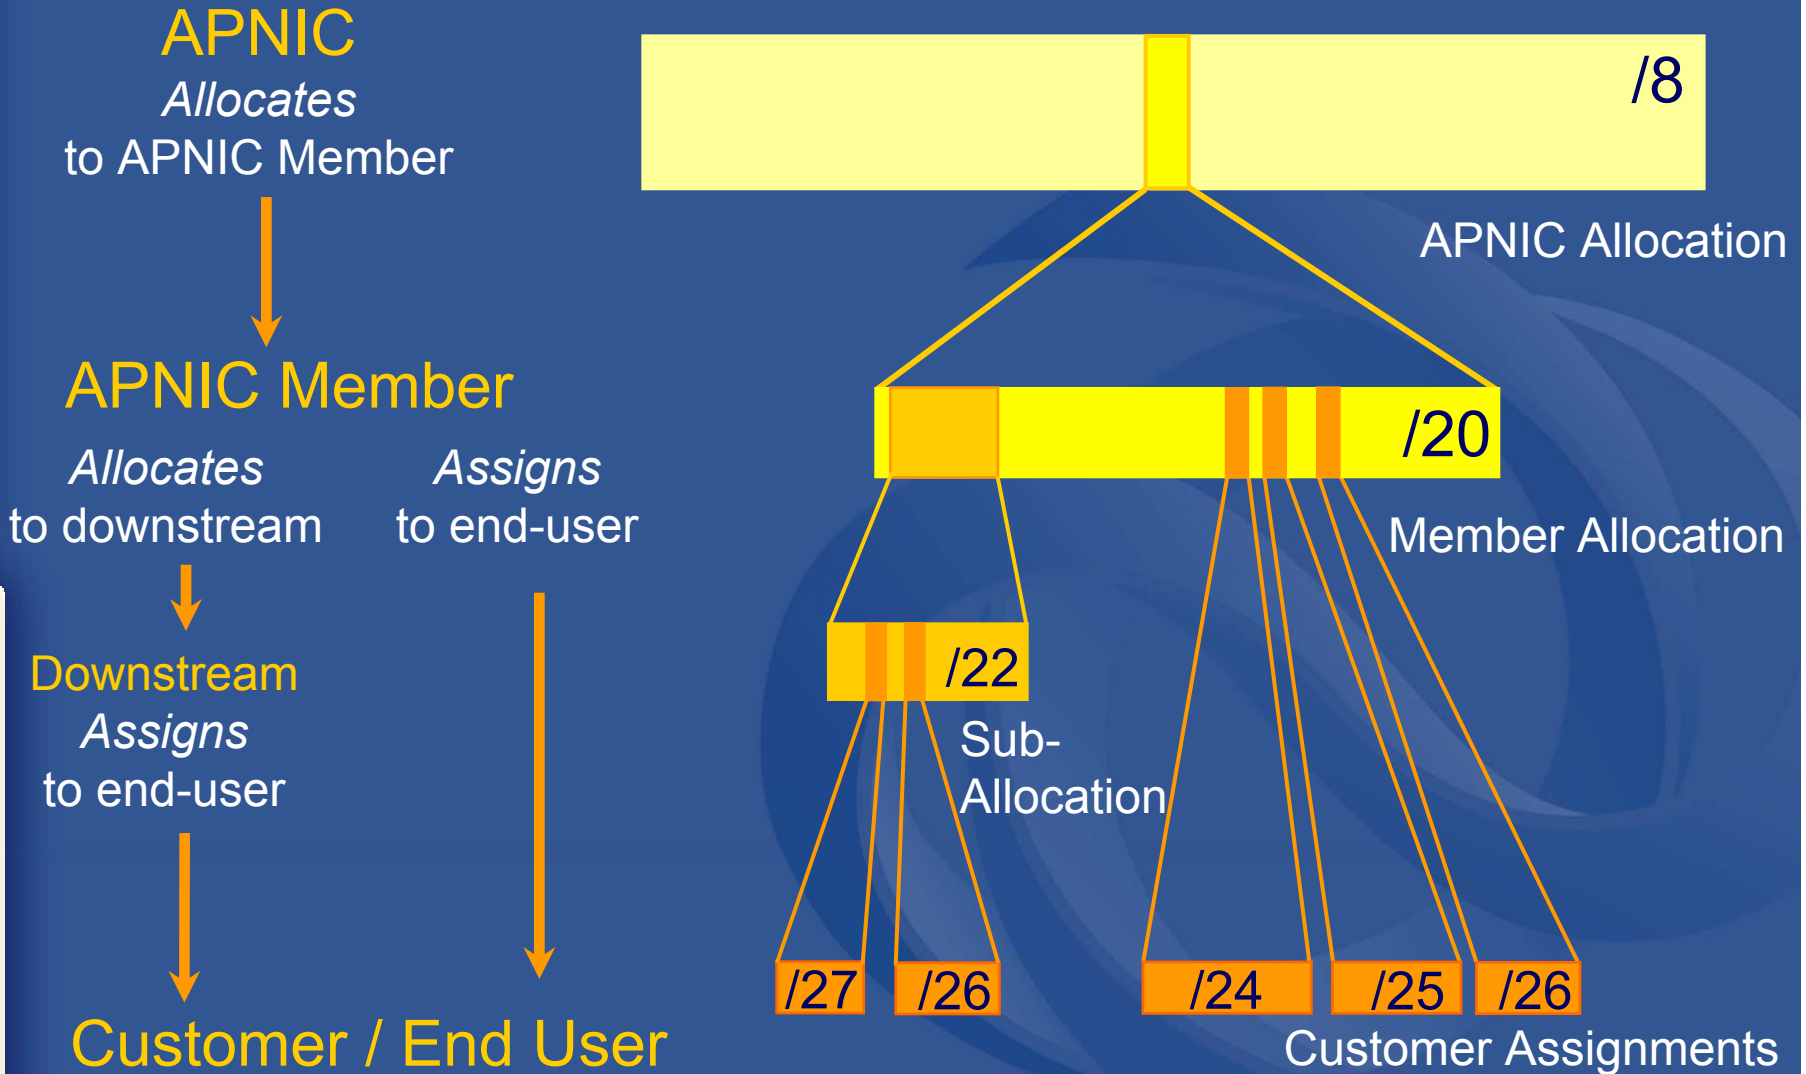 APNIC
Allocates
to APNIC Member
/8
APNIC Allocation
APNIC Member
Allocates
to downstream
Assigns
to end-user
/20
Member Allocation
Downstream
Assigns
to end-user
/22
Sub-
Allocation
/27
/26
/24
/25
/26
Customer / End User
Customer Assignments